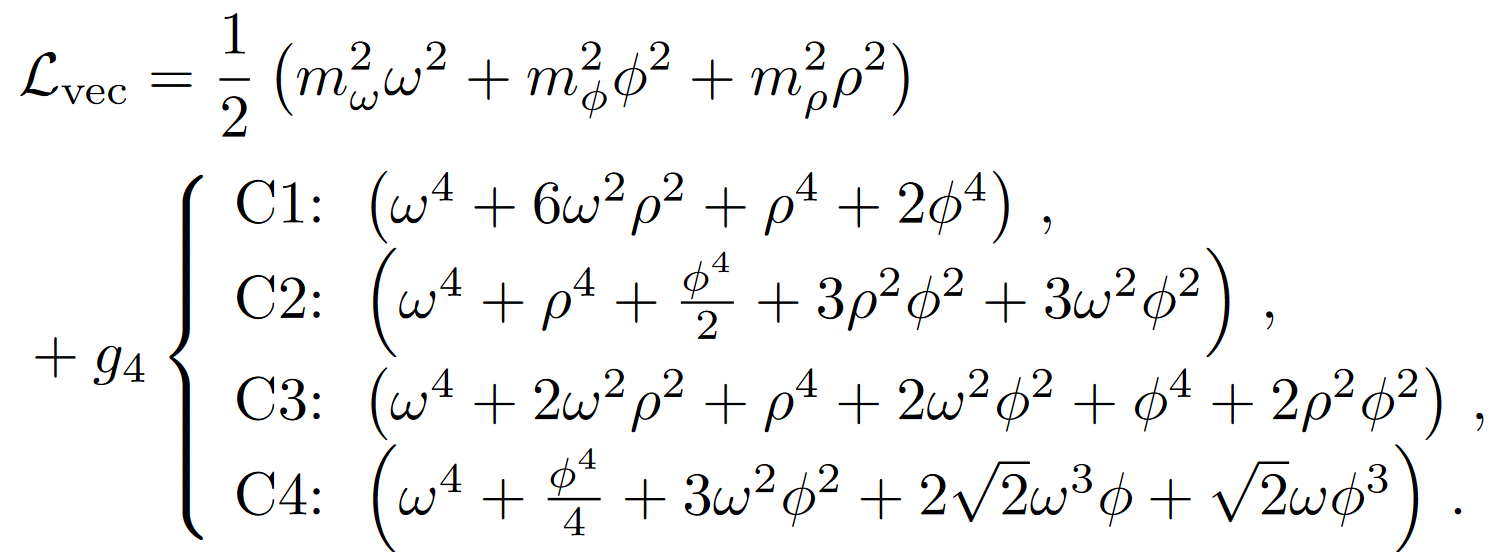 ℒ_vec = 1/2 (m_ω^2 ω^2 + m_ϕ^2 ϕ^2 + m_ρ^2 ρ^2)
+ g_4 {
C1: (ω^4 + 6ω^2ρ^2 + ρ^4 + 2ϕ^4) ,
C2: (ω^4 + ρ^4 + ϕ^4/2 + 3ρ^2ϕ^2 + 3ω^2ϕ^2) ,
C3: (ω^4 + 2ω^2ρ^2 + ρ^4 + 2ω^2ϕ^2 + ϕ^4 + 2ρ^2ϕ^2) ,
C4: (ω^4 + ϕ^4/4 + 3ω^2ϕ^2 + 2√2ω^3ϕ + √2ωϕ^3) .